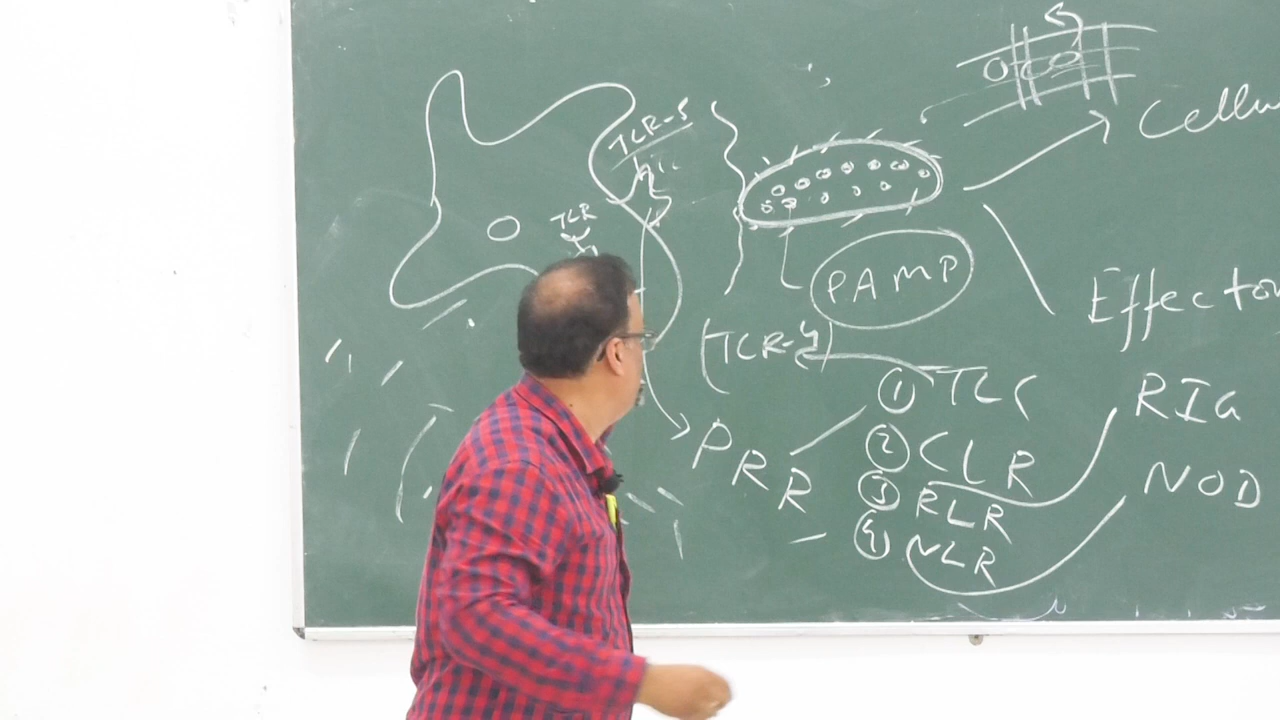 TLR-5
TLR
Cellu
PAMP
Effector
(TLR-4)
① TLR
RIG
PRR
② CLR
NOD
③ RLR
④ NLR